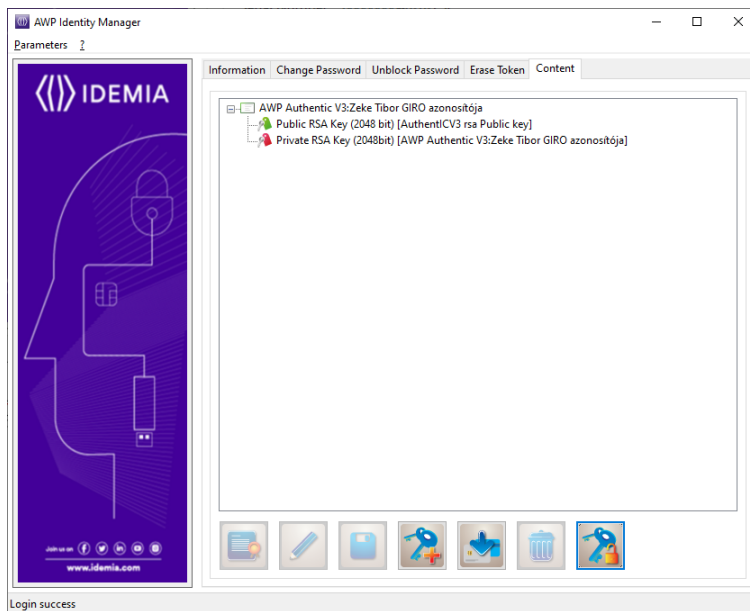 AWP Identity Manager
Parameters ?
IDEMIA
Join us on
www.idemia.com
Information Change Password Unblock Password Erase Token Content
AWP Authentic V3:Zeke Tibor GIRO azonosítója
Public RSA Key (2048 bit) [AuthentICV3 rsa Public key]
Private RSA Key (2048bit) [AWP Authentic V3:Zeke Tibor GIRO azonosítója]
Login success